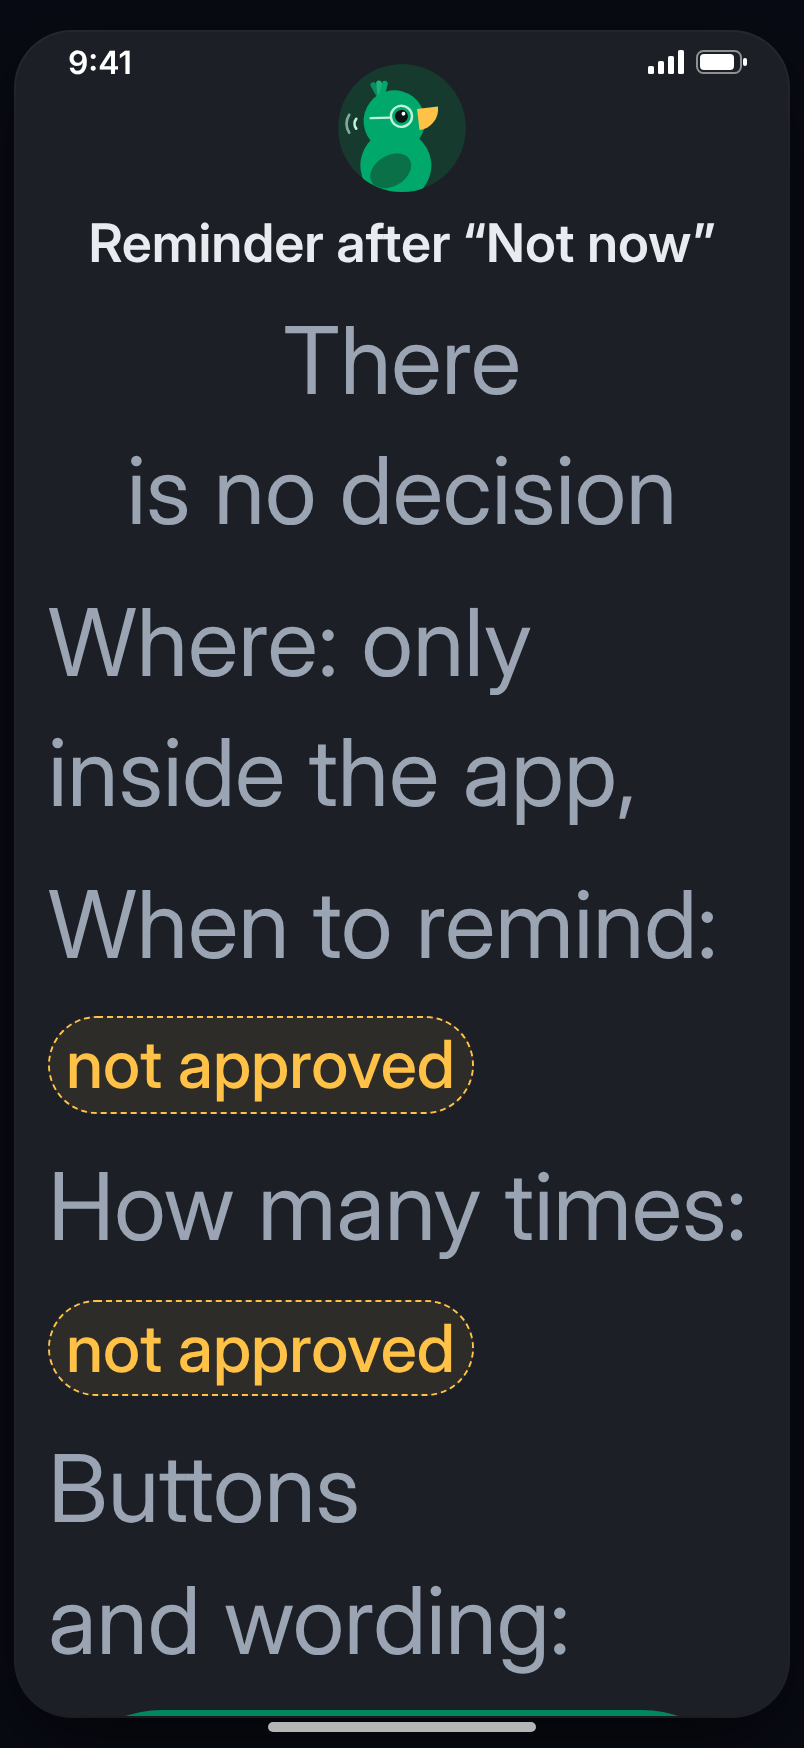 9:41
Reminder after “Not now”
There
is no decision
Where: only
inside the app,
When to remind:
not approved
How many times:
not approved
Buttons
and wording: